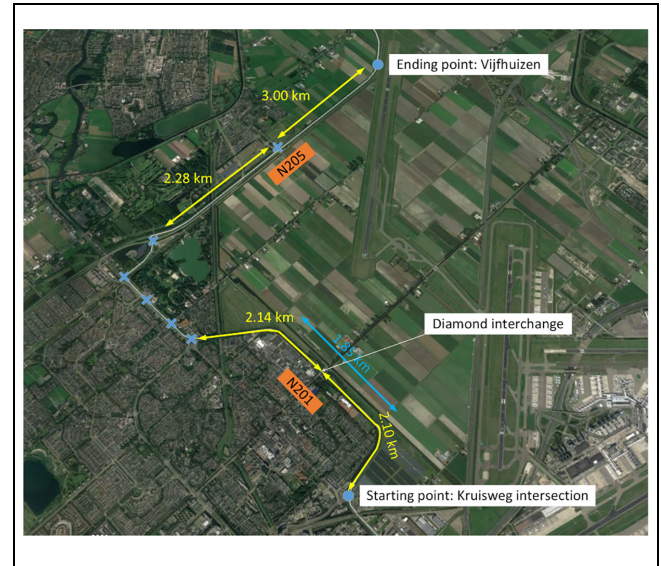 Ending point: Vijfhuizen
3.00 km
N205
2.28 km
2.14 km
Diamond interchange
1.85 km
N201
2.10 km
Starting point: Kruisweg intersection